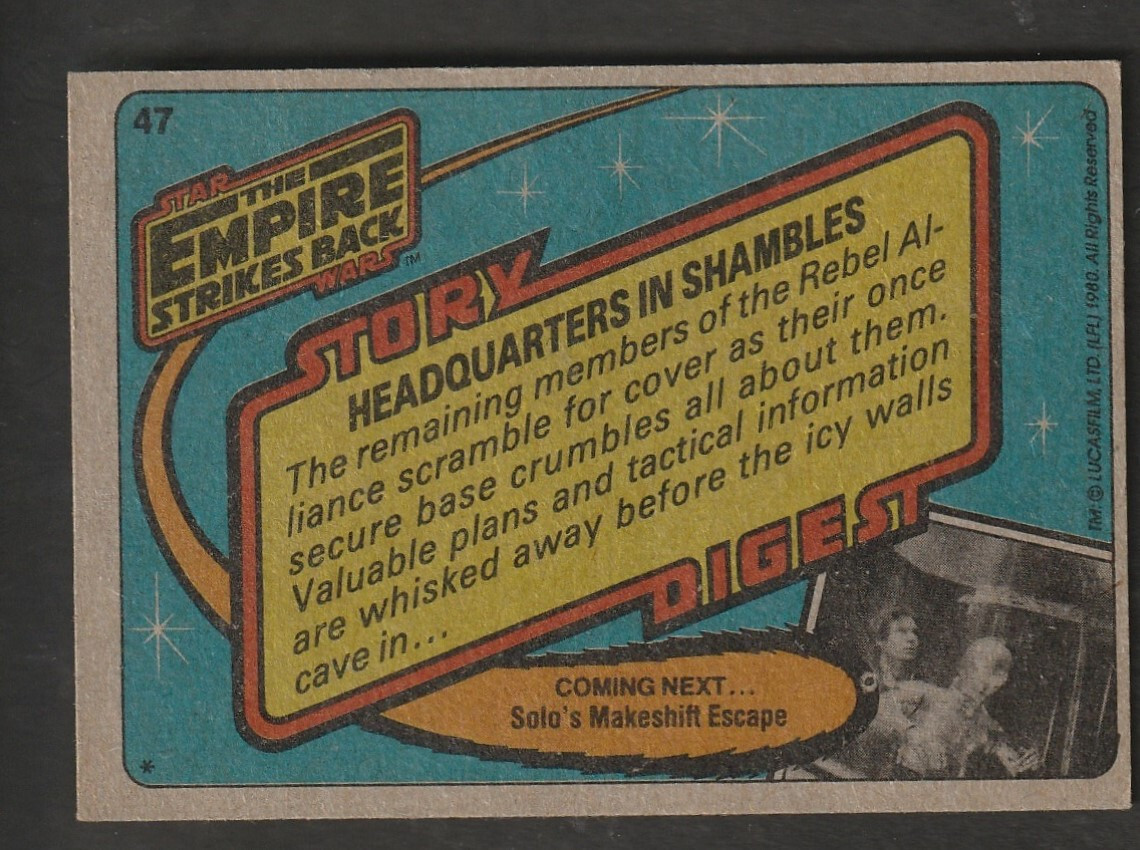 47
STAR
THE
EMPIRE
STRIKES BACK
WARS™
STORY
HEADQUARTERS IN SHAMBLES
The remaining members of the Rebel Al-
liance scramble for cover as their once
secure base crumbles all about them.
Valuable plans and tactical information
are whisked away before the icy walls
cave in...
DIGEST
COMING NEXT...
Solo's Makeshift Escape
*
TM: © LUCASFILM, LTD. (LFL) 1980. All Rights Reserved